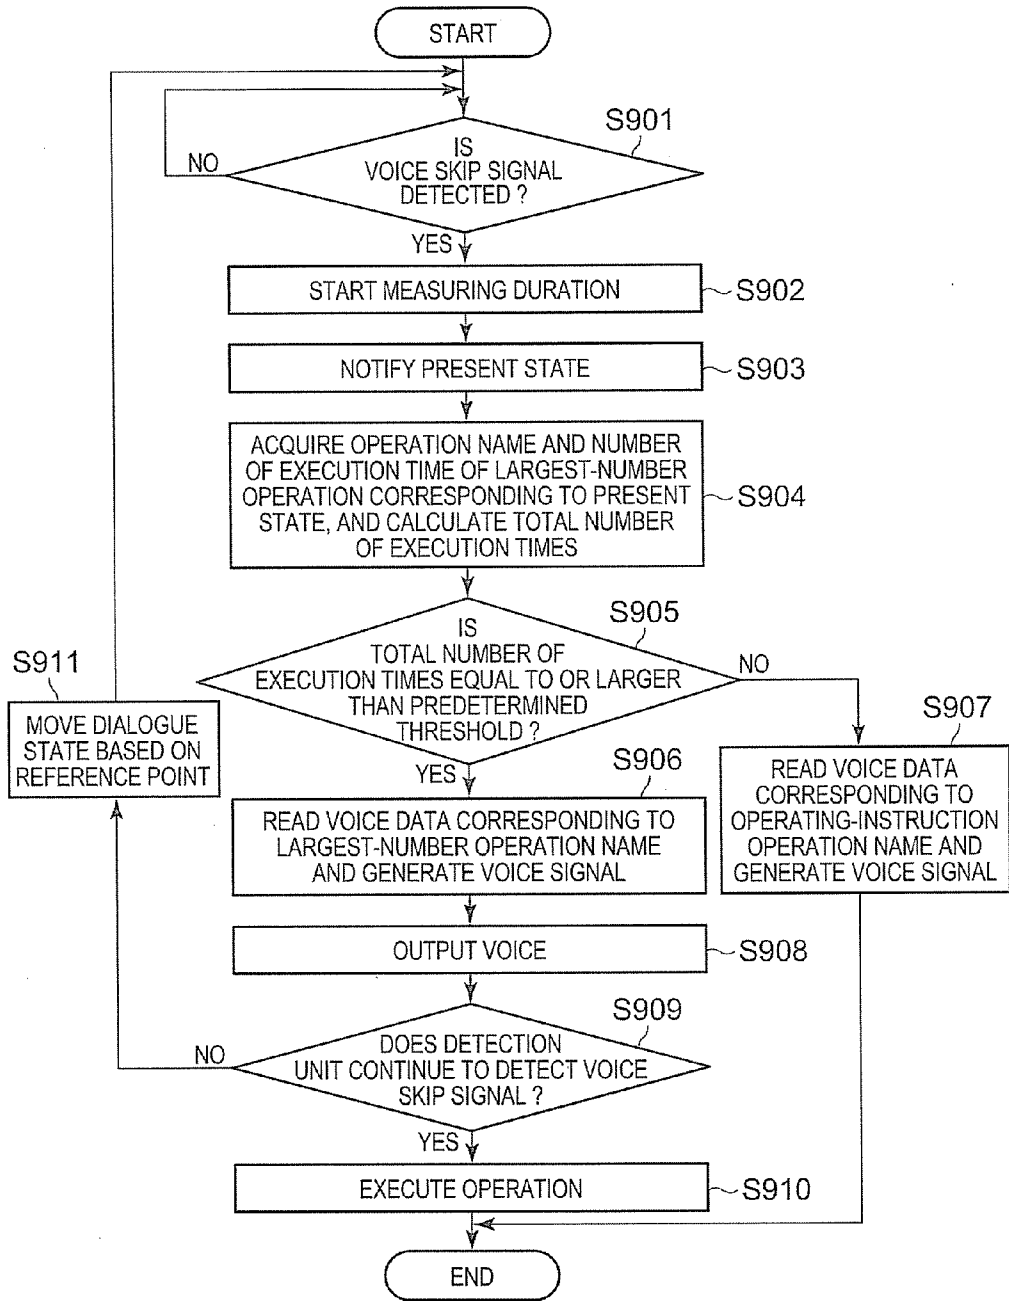 START
S901
IS
VOICE SKIP SIGNAL
DETECTED ?
NO
YES
START MEASURING DURATION
S902
NOTIFY PRESENT STATE
S903
ACQUIRE OPERATION NAME AND NUMBER
OF EXECUTION TIME OF LARGEST-NUMBER
OPERATION CORRESPONDING TO PRESENT
STATE, AND CALCULATE TOTAL NUMBER
OF EXECUTION TIMES
S904
S905
IS
TOTAL NUMBER OF
EXECUTION TIMES EQUAL TO OR LARGER
THAN PREDETERMINED
THRESHOLD ?
NO
YES
S911
MOVE DIALOGUE
STATE BASED ON
REFERENCE POINT
S906
READ VOICE DATA CORRESPONDING TO
LARGEST-NUMBER OPERATION NAME
AND GENERATE VOICE SIGNAL
S907
READ VOICE DATA
CORRESPONDING TO
OPERATING-INSTRUCTION
OPERATION NAME AND
GENERATE VOICE SIGNAL
OUTPUT VOICE
S908
S909
DOES DETECTION
UNIT CONTINUE TO DETECT VOICE
SKIP SIGNAL ?
NO
YES
EXECUTE OPERATION
S910
END